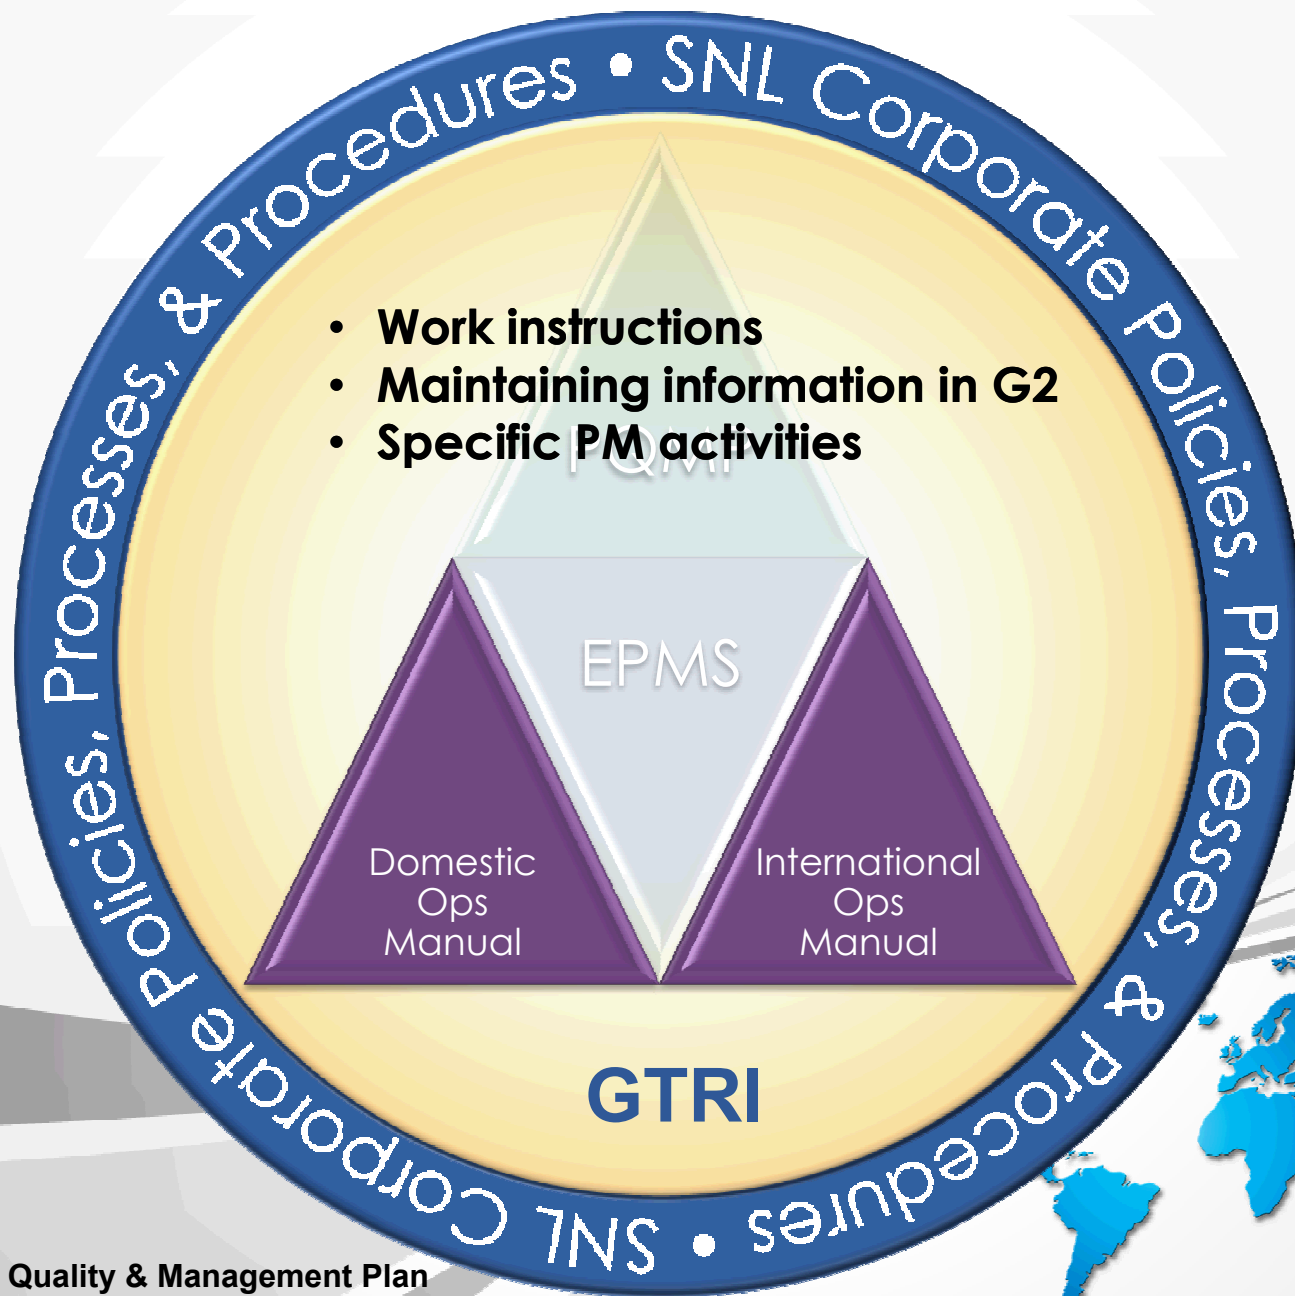 SNL Corporate Policies, Processes, & Procedures • SNL Corporate Policies, Processes, & Procedures •
• Work instructions
• Maintaining information in G2
• Specific PM activities
PQMP
EPMS
Domestic
Ops
Manual
International
Ops
Manual
GTRI
Quality & Management Plan